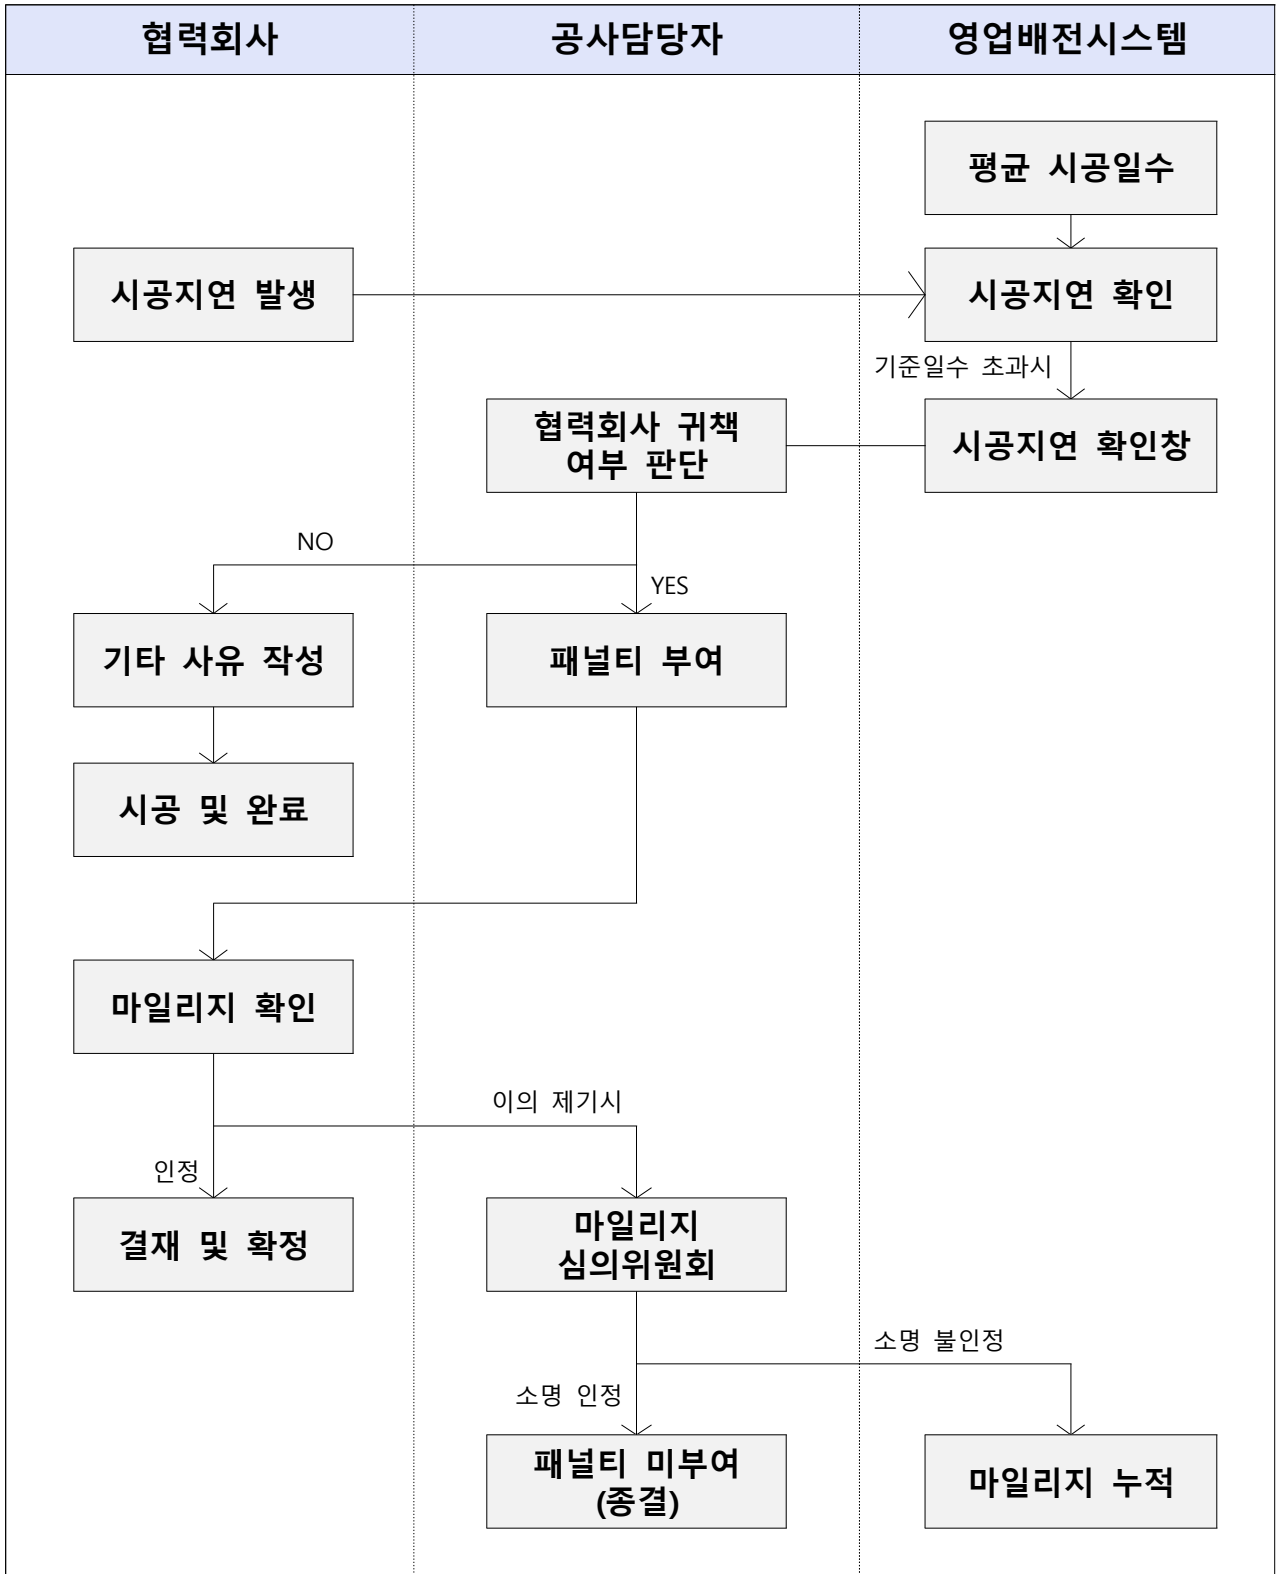 협력회사
공사담당자
영업배전시스템
평균 시공일수
시공지연 발생
시공지연 확인
기준일수 초과시
협력회사 귀책
여부 판단
시공지연 확인창
NO
YES
기타 사유 작성
패널티 부여
시공 및 완료
마일리지 확인
이의 제기시
인정
결재 및 확정
마일리지
심의위원회
소명 불인정
소명 인정
패널티 미부여
(종결)
마일리지 누적